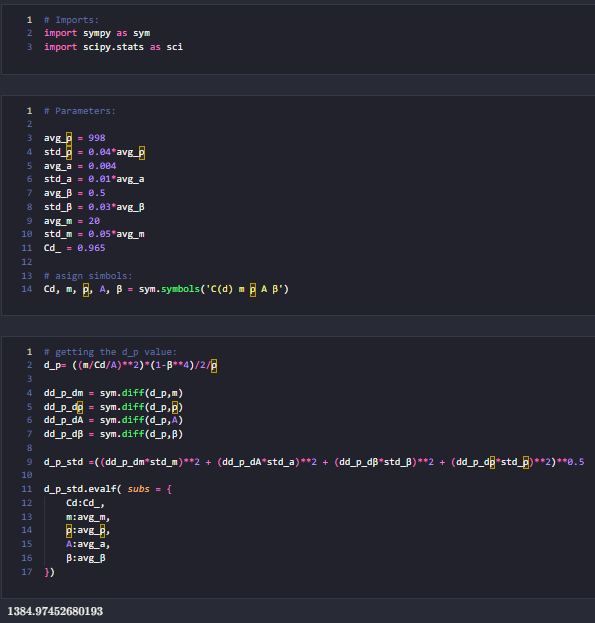 1 # Imports:
2 import sympy as sym
3 import scipy.stats as sci
1 # Parameters:
2
3 avg_ρ = 998
4 std_ρ = 0.04*avg_ρ
5 avg_a = 0.004
6 std_a = 0.01*avg_a
7 avg_β = 0.5
8 std_β = 0.03*avg_β
9 avg_m = 20
10 std_m = 0.05*avg_m
11 Cd_ = 0.965
12
13 # asign simbols:
14 Cd, m, ρ, A, β = sym.symbols('C(d) m ρ A β')
1 # getting the d_p value:
2 d_p= ((m/Cd/A)**2)*(1-β**4)/2/ρ
3
4 dd_p_dm = sym.diff(d_p,m)
5 dd_p_dρ = sym.diff(d_p,ρ)
6 dd_p_dA = sym.diff(d_p,A)
7 dd_p_dβ = sym.diff(d_p,β)
8
9 d_p_std =((dd_p_dm*std_m)**2 + (dd_p_dA*std_a)**2 + (dd_p_dβ*std_β)**2 + (dd_p_dρ*std_ρ)**2)**0.5
10
11 d_p_std.evalf( subs = {
12 Cd:Cd_,
13 m:avg_m,
14 ρ:avg_ρ,
15 A:avg_a,
16 β:avg_β
17 })
1384.97452680193